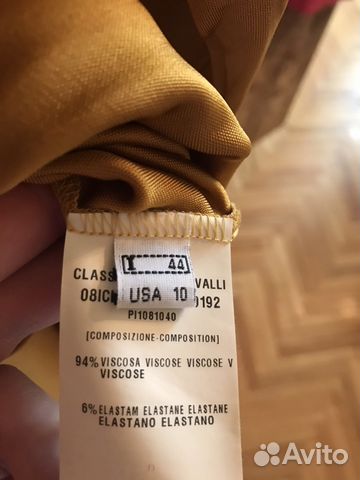 I 44
USA 10
CLASS VALLI
08IC 0192
PI1081040
[COMPOSIZIONE-COMPOSITION]
94% VISCOSA VISCOSE VISCOSE V
VISCOSE
6% ELASTAM ELASTANE ELASTANE
ELASTANO ELASTANO
Avito